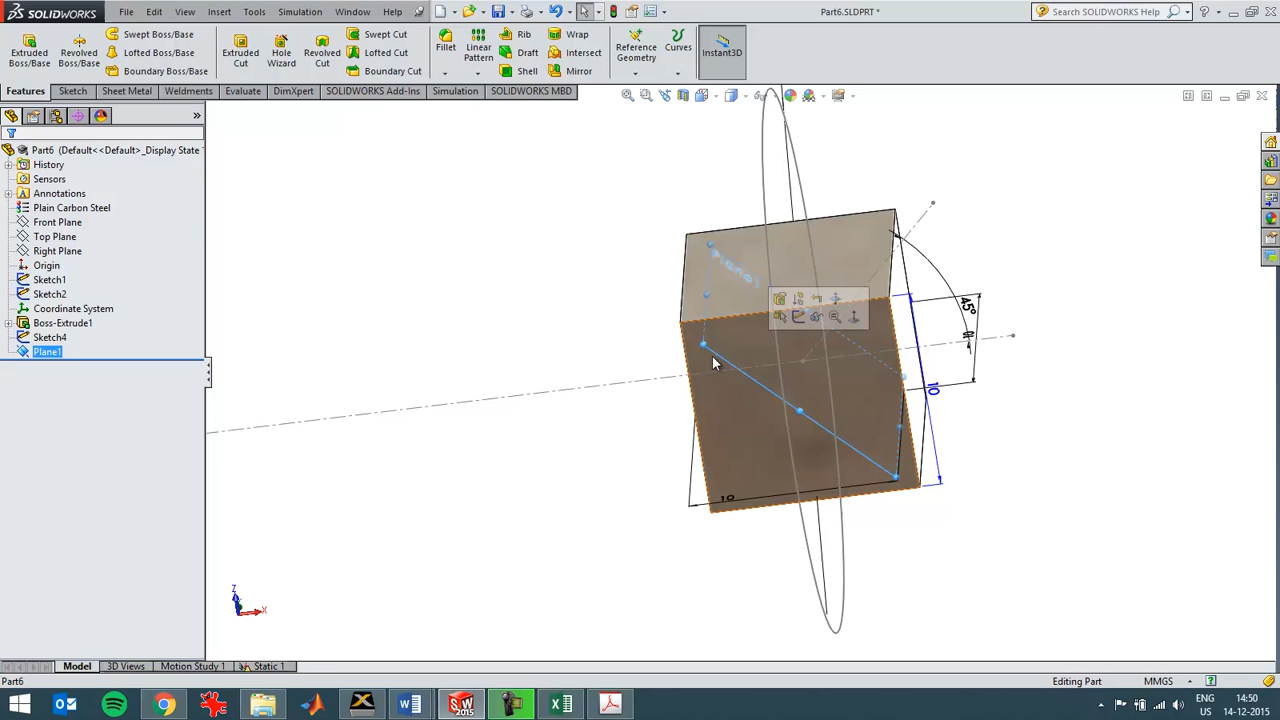 SOLIDWORKS
File Edit View Insert Tools Simulation Window Help
Part6.SLDPRT *
Search SOLIDWORKS Help
Extruded Boss/Base
Revolved Boss/Base
Swept Boss/Base
Lofted Boss/Base
Boundary Boss/Base
Extruded Cut
Hole Wizard
Revolved Cut
Swept Cut
Lofted Cut
Boundary Cut
Fillet
Linear Pattern
Rib
Draft
Shell
Wrap
Intersect
Mirror
Reference Geometry
Curves
Instant3D
Features Sketch Sheet Metal Weldments Evaluate DimXpert SOLIDWORKS Add-Ins Simulation SOLIDWORKS MBD
Part6 (Default<<Default>_Display State
History
Sensors
Annotations
Plain Carbon Steel
Front Plane
Top Plane
Right Plane
Origin
Sketch1
Sketch2
Coordinate System
Boss-Extrude1
Sketch4
Plane1
Plane1
45°
10
10
Z
X
Model 3D Views Motion Study 1 Static 1
Part6
Editing Part
MMGS
ENG
14:50
14-12-2015
SW
2015